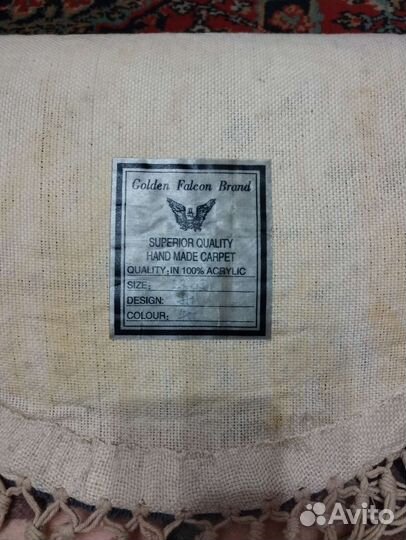 Golden Falcon Brand
SUPERIOR QUALITY
HAND MADE CARPET
QUALITY: IN 100% ACRYLIC
SIZE:
DESIGN:
COLOUR:
Avito